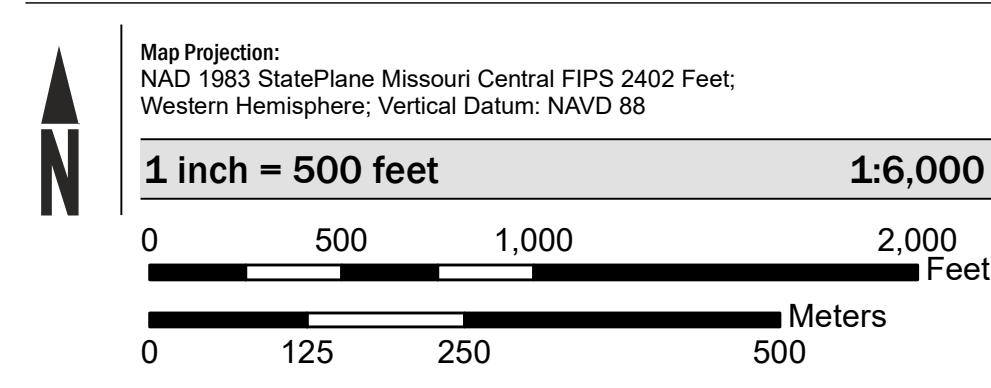 Map Projection:
NAD 1983 StatePlane Missouri Central FIPS 2402 Feet;
Western Hemisphere; Vertical Datum: NAVD 88
N
1 inch = 500 feet 1:6,000
0 500 1,000 2,000
Feet
Meters
0 125 250 500